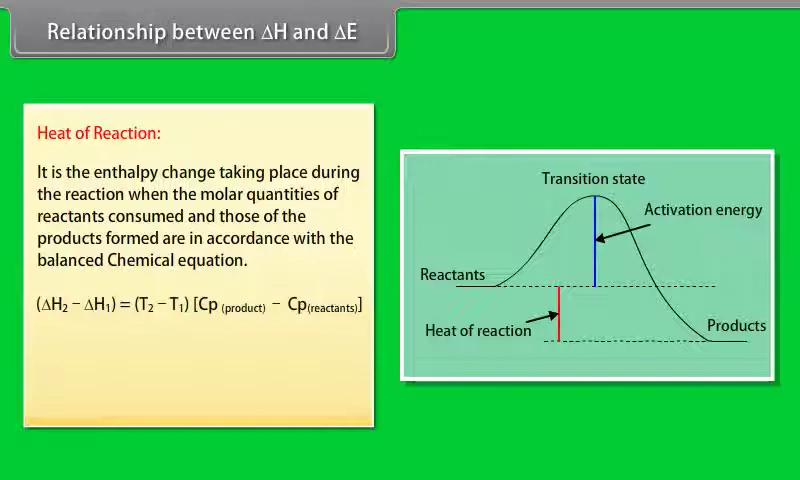 Relationship between ΔH and ΔE
Heat of Reaction:
It is the enthalpy change taking place during
the reaction when the molar quantities of
reactants consumed and those of the
products formed are in accordance with the
balanced Chemical equation.
(ΔH₂ − ΔH₁) = (T₂ − T₁) [Cp (product) − Cp(reactants)]
Transition state
Activation energy
Reactants
Heat of reaction
Products